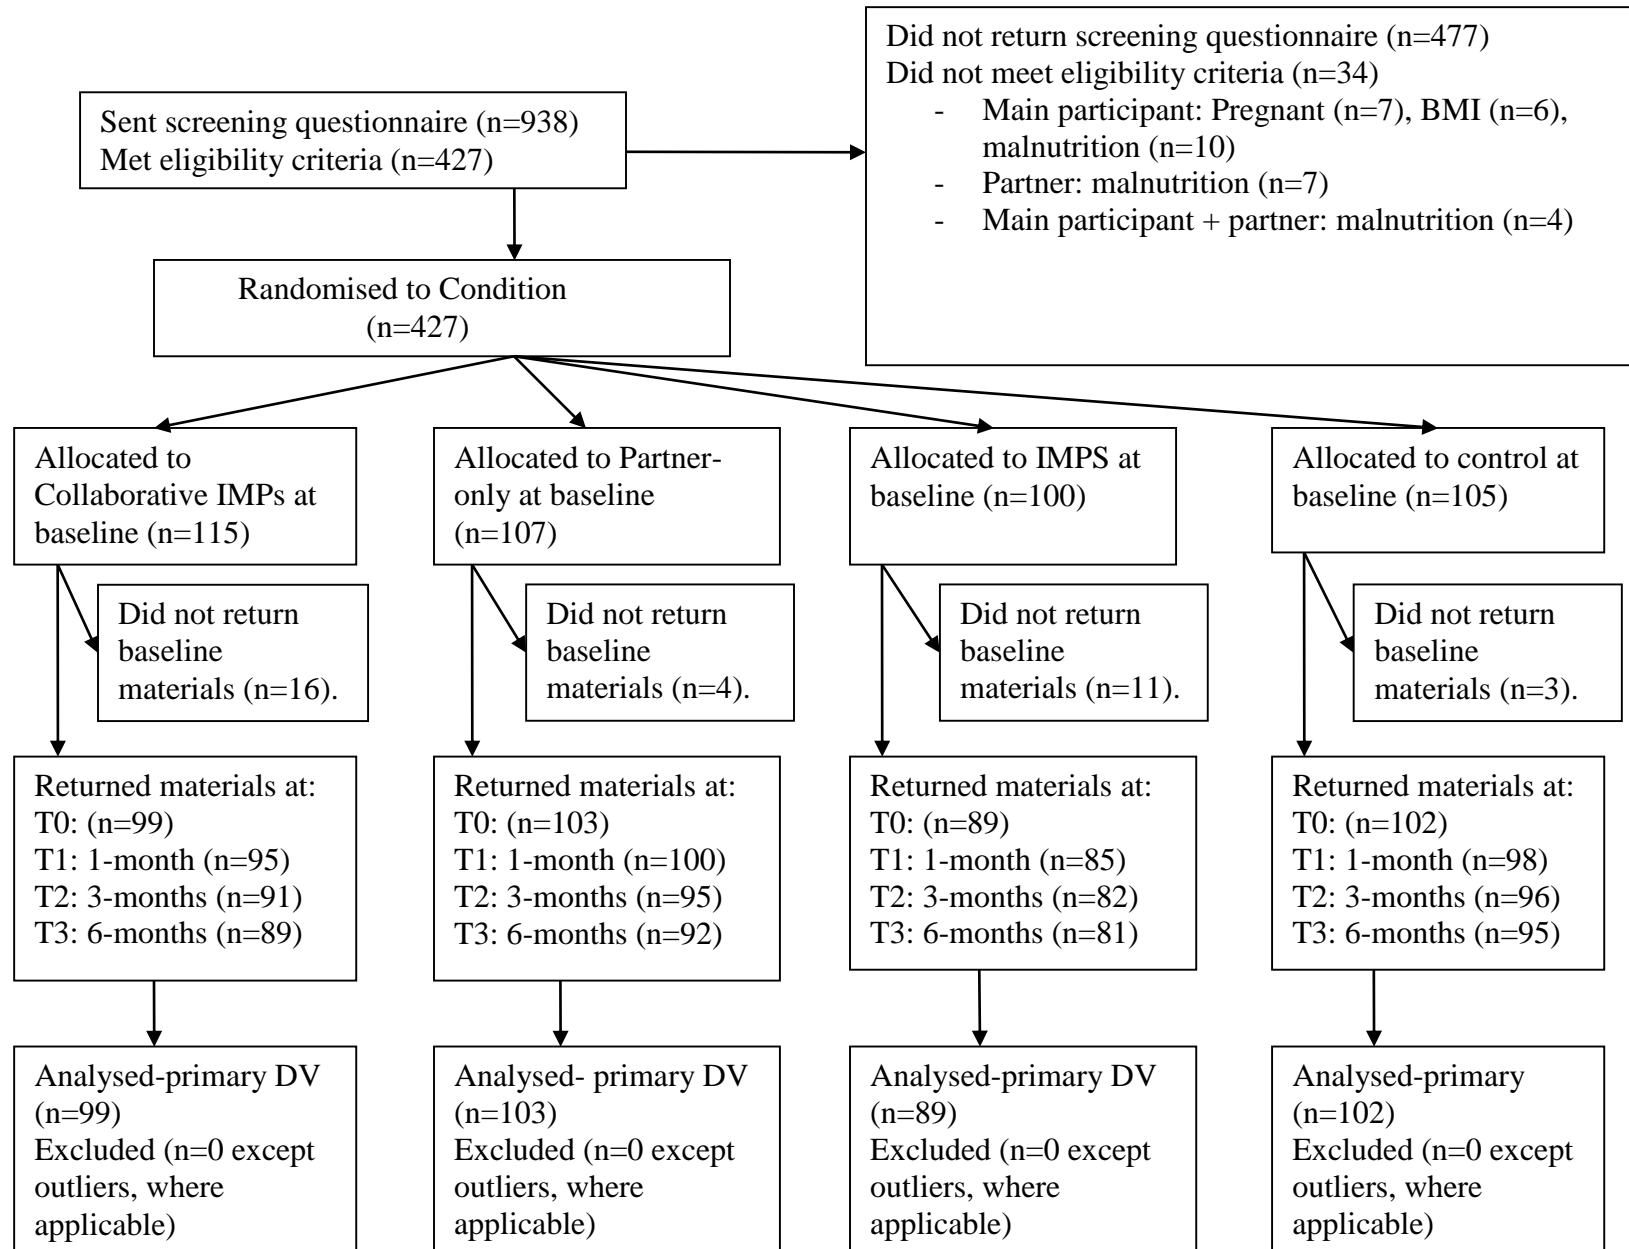 Did not return screening questionnaire (n=477)
Did not meet eligibility criteria (n=34)
- Main participant: Pregnant (n=7), BMI (n=6),
malnutrition (n=10)
- Partner: malnutrition (n=7)
- Main participant + partner: malnutrition (n=4)
Sent screening questionnaire (n=938)
Met eligibility criteria (n=427)
Randomised to Condition
(n=427)
Allocated to
Collaborative IMPs at
baseline (n=115)
Allocated to Partner-
only at baseline
(n=107)
Allocated to IMPS at
baseline (n=100)
Allocated to control at
baseline (n=105)
Did not return
baseline
materials (n=16).
Did not return
baseline
materials (n=4).
Did not return
baseline
materials (n=11).
Did not return
baseline
materials (n=3).
Returned materials at:
T0: (n=99)
T1: 1-month (n=95)
T2: 3-months (n=91)
T3: 6-months (n=89)
Returned materials at:
T0: (n=103)
T1: 1-month (n=100)
T2: 3-months (n=95)
T3: 6-months (n=92)
Returned materials at:
T0: (n=89)
T1: 1-month (n=85)
T2: 3-months (n=82)
T3: 6-months (n=81)
Returned materials at:
T0: (n=102)
T1: 1-month (n=98)
T2: 3-months (n=96)
T3: 6-months (n=95)
Analysed-primary DV
(n=99)
Excluded (n=0 except
outliers, where
applicable)
Analysed- primary DV
(n=103)
Excluded (n=0 except
outliers, where
applicable)
Analysed-primary DV
(n=89)
Excluded (n=0 except
outliers, where
applicable)
Analysed-primary
(n=102)
Excluded (n=0 except
outliers, where
applicable)